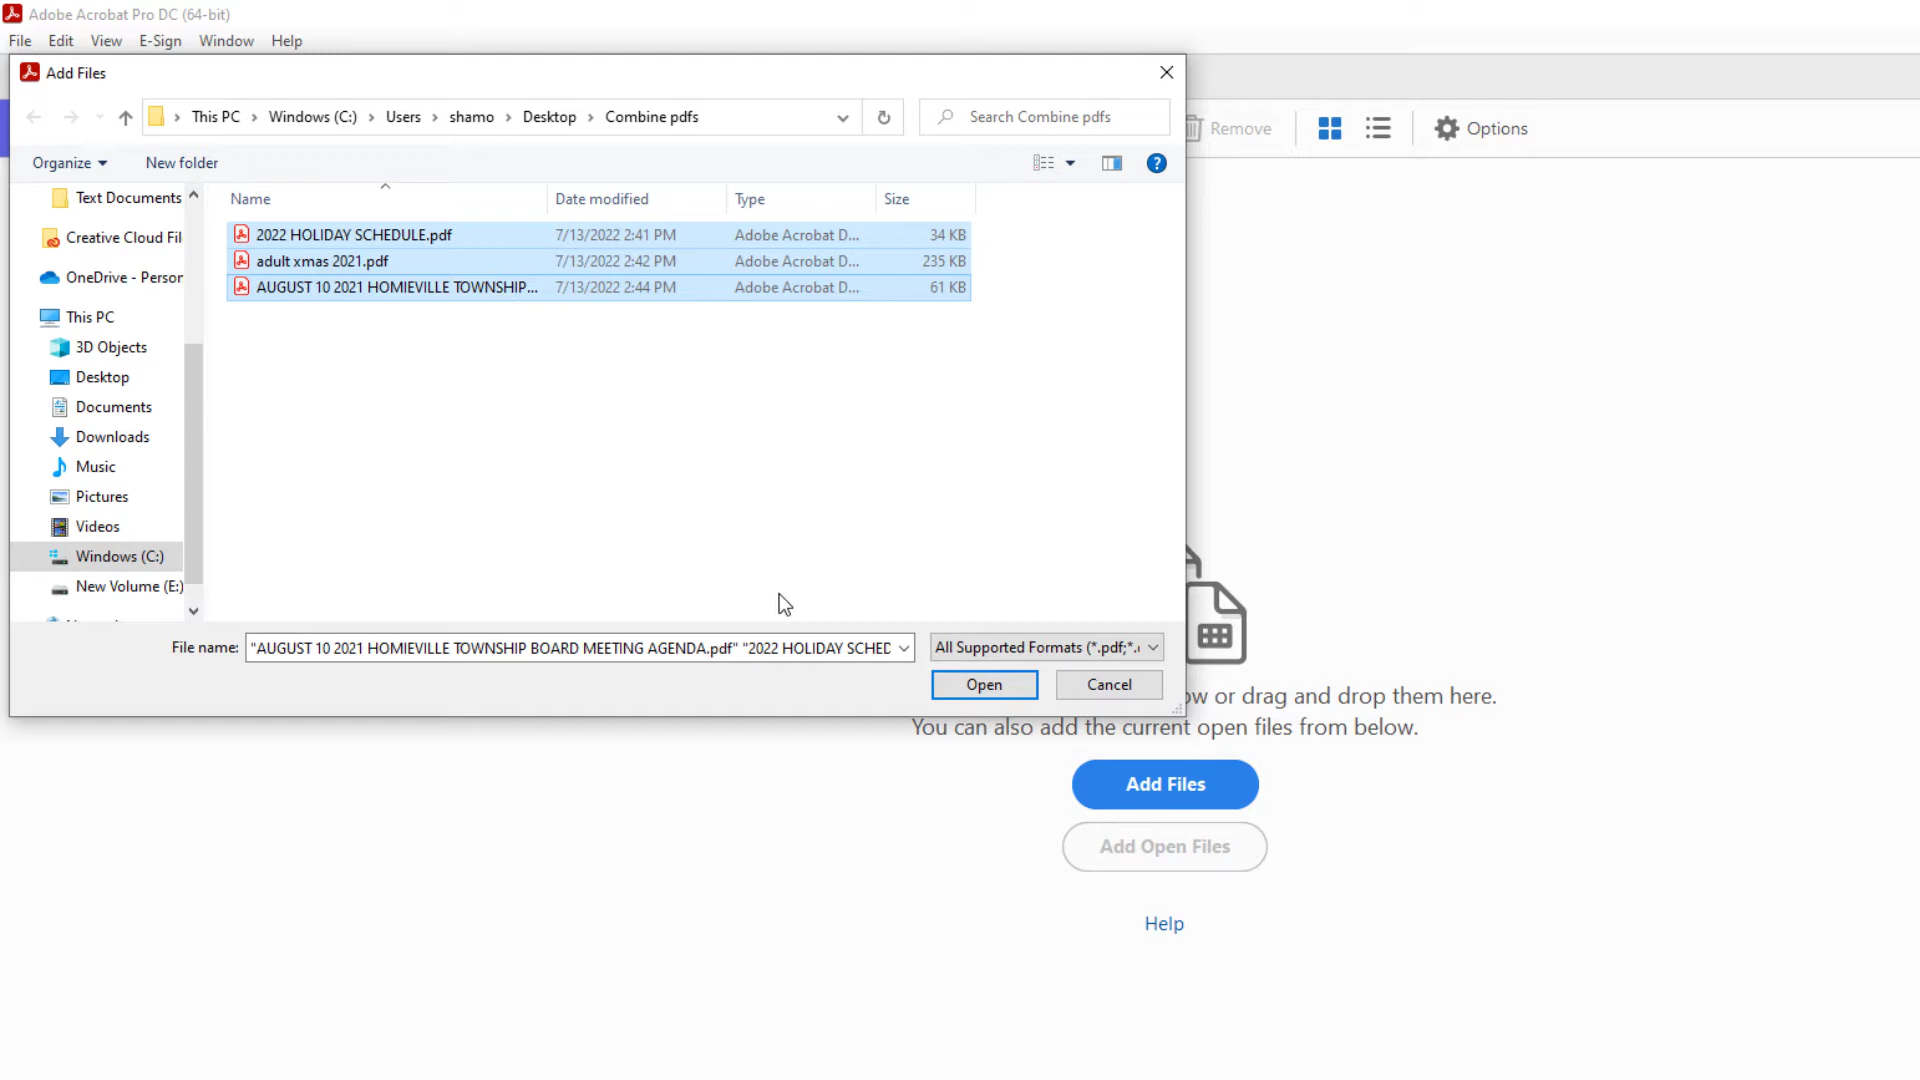 Adobe Acrobat Pro DC (64-bit)
File Edit View E-Sign Window Help
Add Files
This PC > Windows (C:) > Users > shamo > Desktop > Combine pdfs
Search Combine pdfs
Remove
Options
Organize
New folder
Name Date modified Type Size
Text Documents
Creative Cloud Fil
OneDrive - Person
This PC
3D Objects
Desktop
Documents
Downloads
Music
Pictures
Videos
Windows (C:)
New Volume (E:)
2022 HOLIDAY SCHEDULE.pdf 7/13/2022 2:41 PM Adobe Acrobat D... 34 KB
adult xmas 2021.pdf 7/13/2022 2:42 PM Adobe Acrobat D... 235 KB
AUGUST 10 2021 HOMIEVILLE TOWNSHIP... 7/13/2022 2:44 PM Adobe Acrobat D... 61 KB
File name: "AUGUST 10 2021 HOMIEVILLE TOWNSHIP BOARD MEETING AGENDA.pdf" "2022 HOLIDAY SCHED
All Supported Formats (*.pdf;*.
Open Cancel
or drag and drop them here.
You can also add the current open files from below.
Add Files
Add Open Files
Help